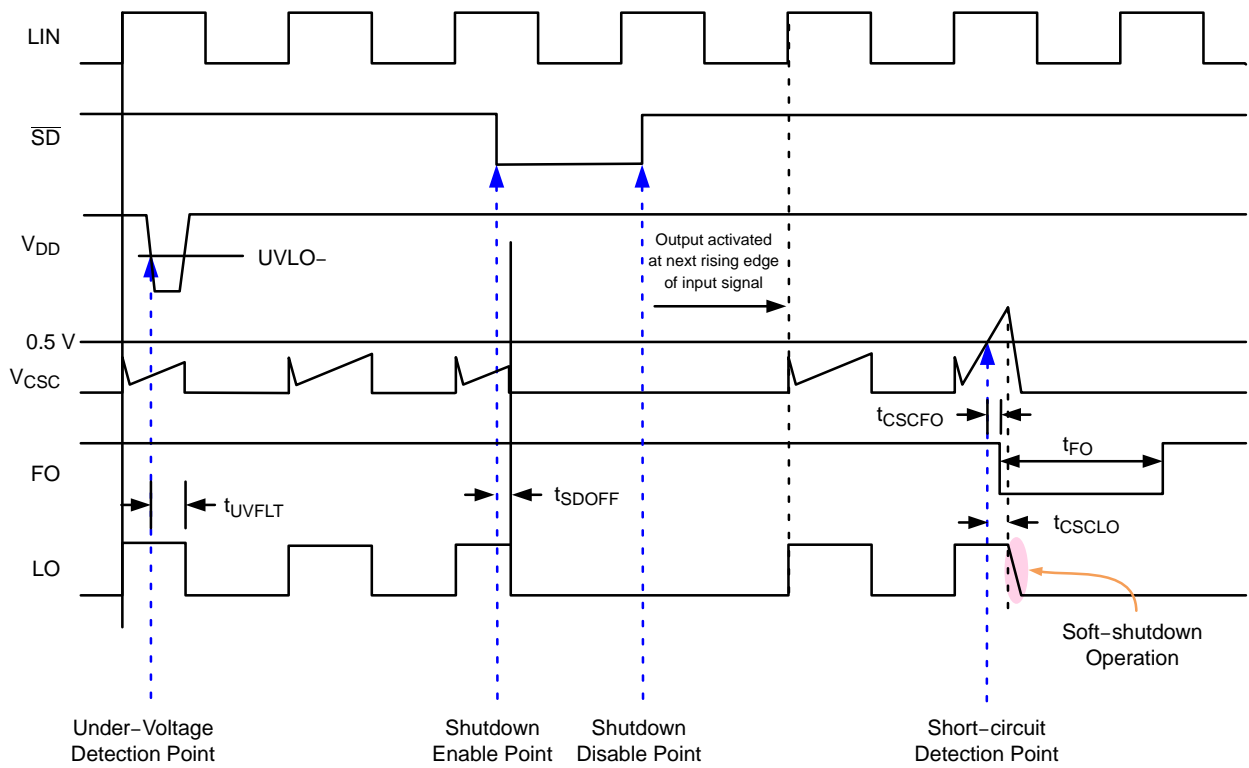 LIN
SD
VDD
UVLO−
Output activated
at next rising edge
of input signal
0.5 V
VCSC
tCSCFO
FO
tFO
tUVFLT
tSDOFF
tCSCLO
LO
Soft−shutdown
Operation
Under−Voltage
Detection Point
Shutdown
Enable Point
Shutdown
Disable Point
Short−circuit
Detection Point